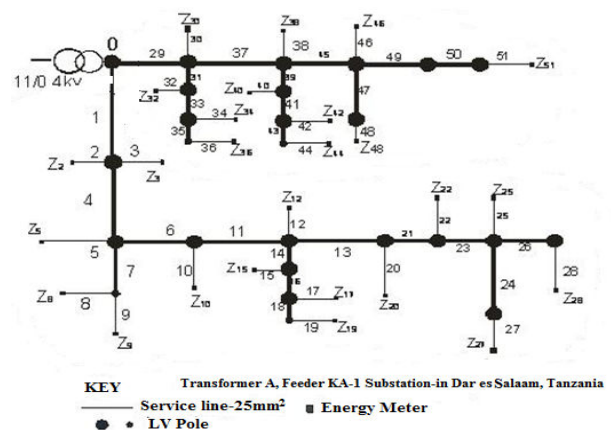 Z30 Z38 Z46
0 29 30 37 38 45 46 49 50 51 Z51
11/0 4kv
31 39 47
Z32 32 33 Z40 40 41
34 Z34 42 Z42
35 36 Z36 43 44 Z44 48 Z48
1
Z2 2 3 Z3
4
Z5 5 6 11 Z12 12 13 21 Z22 22 23 Z25 25 26
7 10 14 20 28
Z15 15 16 24
Z8 8 9 Z10 17 Z17 18 Z20 Z28
Z9 19 Z19 27
Z27
KEY
Transformer A, Feeder KA-1 Substation-in Dar es Salaam, Tanzania
Service line-25mm²
Energy Meter
LV Pole